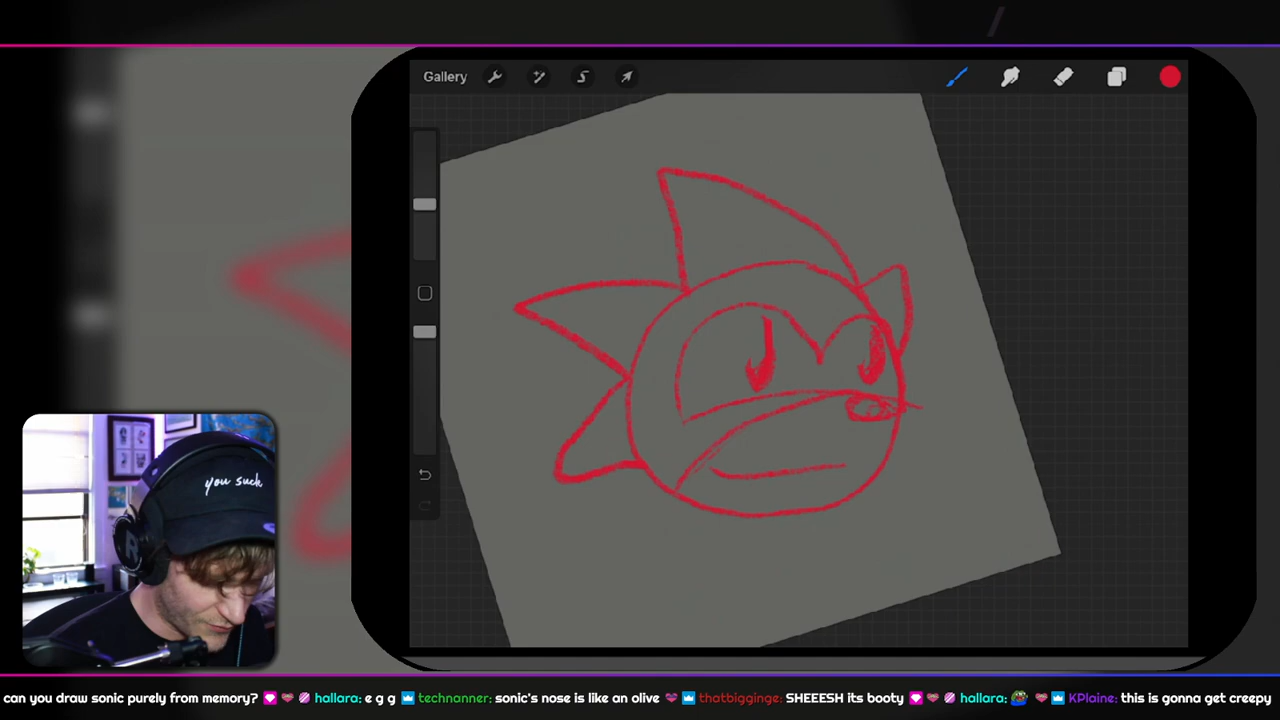 Gallery
you suck
R
can you draw sonic purely from memory? hallara: e g g technanner: sonic's nose is like an olive thatbigginge: SHEEESH its booty hallara: KPlaine: this is gonna get creepy